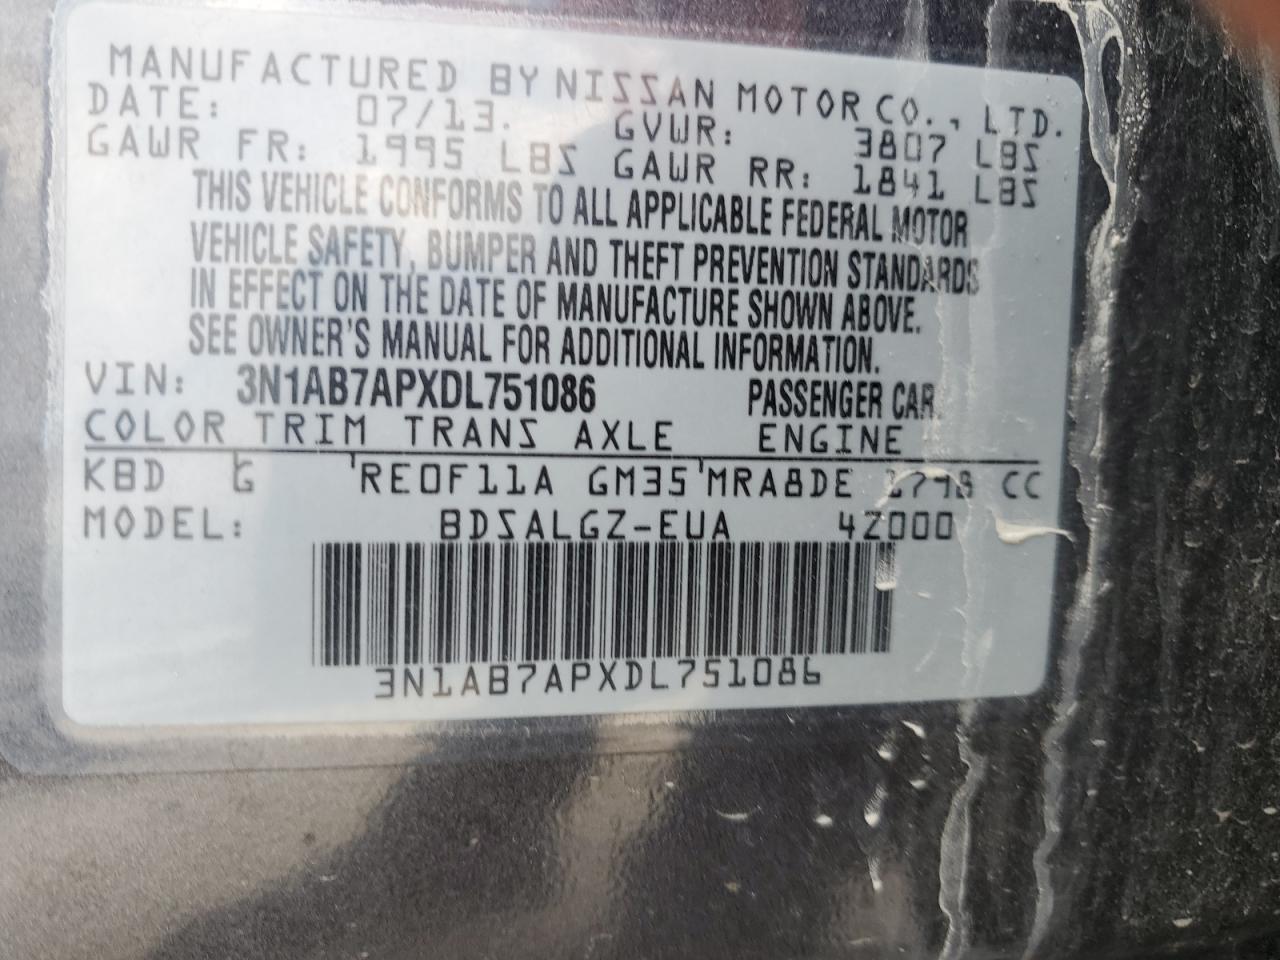 MANUFACTURED BY NISSAN MOTOR CO., LTD.
DATE: 07/13. GVWR: 3807 LBS
GAWR FR: 1995 LBS GAWR RR: 1841 LBS
THIS VEHICLE CONFORMS TO ALL APPLICABLE FEDERAL MOTOR
VEHICLE SAFETY, BUMPER AND THEFT PREVENTION STANDARDS
IN EFFECT ON THE DATE OF MANUFACTURE SHOWN ABOVE.
SEE OWNER'S MANUAL FOR ADDITIONAL INFORMATION.
VIN: 3N1AB7APXDL751086 PASSENGER CAR
COLOR TRIM TRANS AXLE ENGINE
KBD G RE0F11A GM35 MRA8DE 1798 CC
MODEL: BDSALGZ-EUA 4Z000
3N1AB7APXDL751086